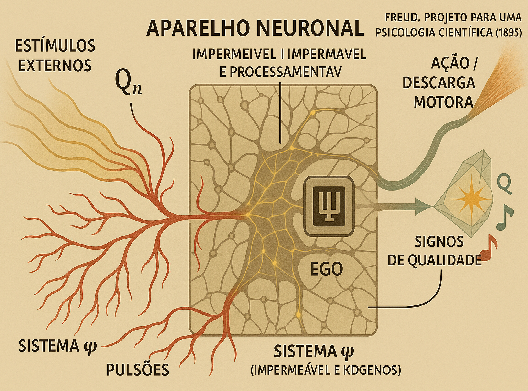 APARELHO NEURONAL
FREUD, PROJETO PARA UMA
PSICOLOGIA CIENTÍFICA (1895)
ESTÍMULOS
EXTERNOS
Qn
IMPERMEIVEL I IMPERMAVEL
E PROCESSAMENTAV
AÇÃO /
DESCARGA
MOTORA
Ψ
Q
EGO
SIGNOS
DE QUALIDADE
SISTEMA ψ
PULSÕES
SISTEMA ψ
(IMPERMEÁVEL E KDGENOS)